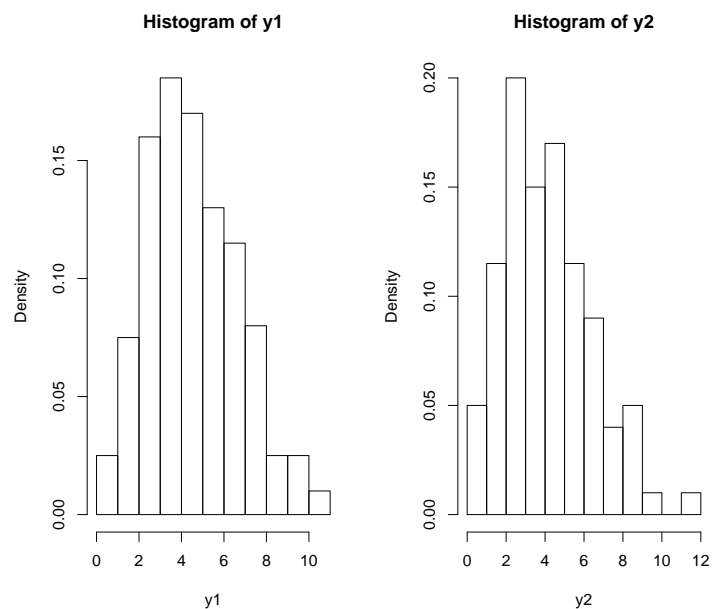 Histogram of y1
Density
0.15
0.10
0.05
0.00
0 2 4 6 8 10
y1
Histogram of y2
Density
0.20
0.15
0.10
0.05
0.00
0 2 4 6 8 10 12
y2